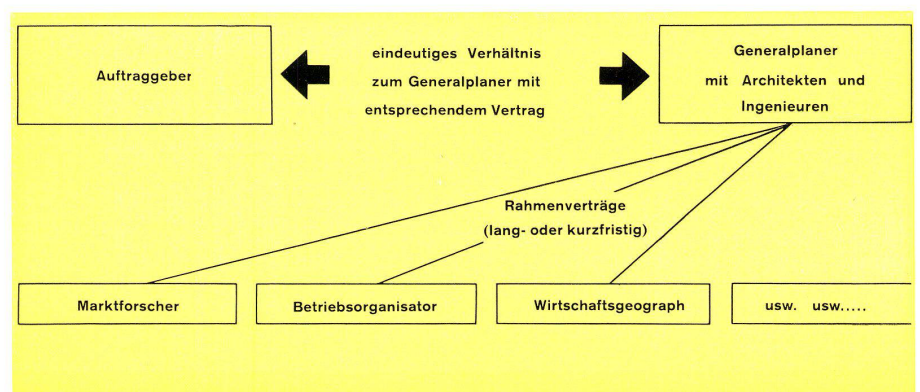 Auftraggeber
eindeutiges Verhältnis
zum Generalplaner mit
entsprechendem Vertrag
Generalplaner
mit Architekten und
Ingenieuren
Rahmenverträge
(lang- oder kurzfristig)
Marktforscher
Betriebsorganisator
Wirtschaftsgeograph
usw. usw.....